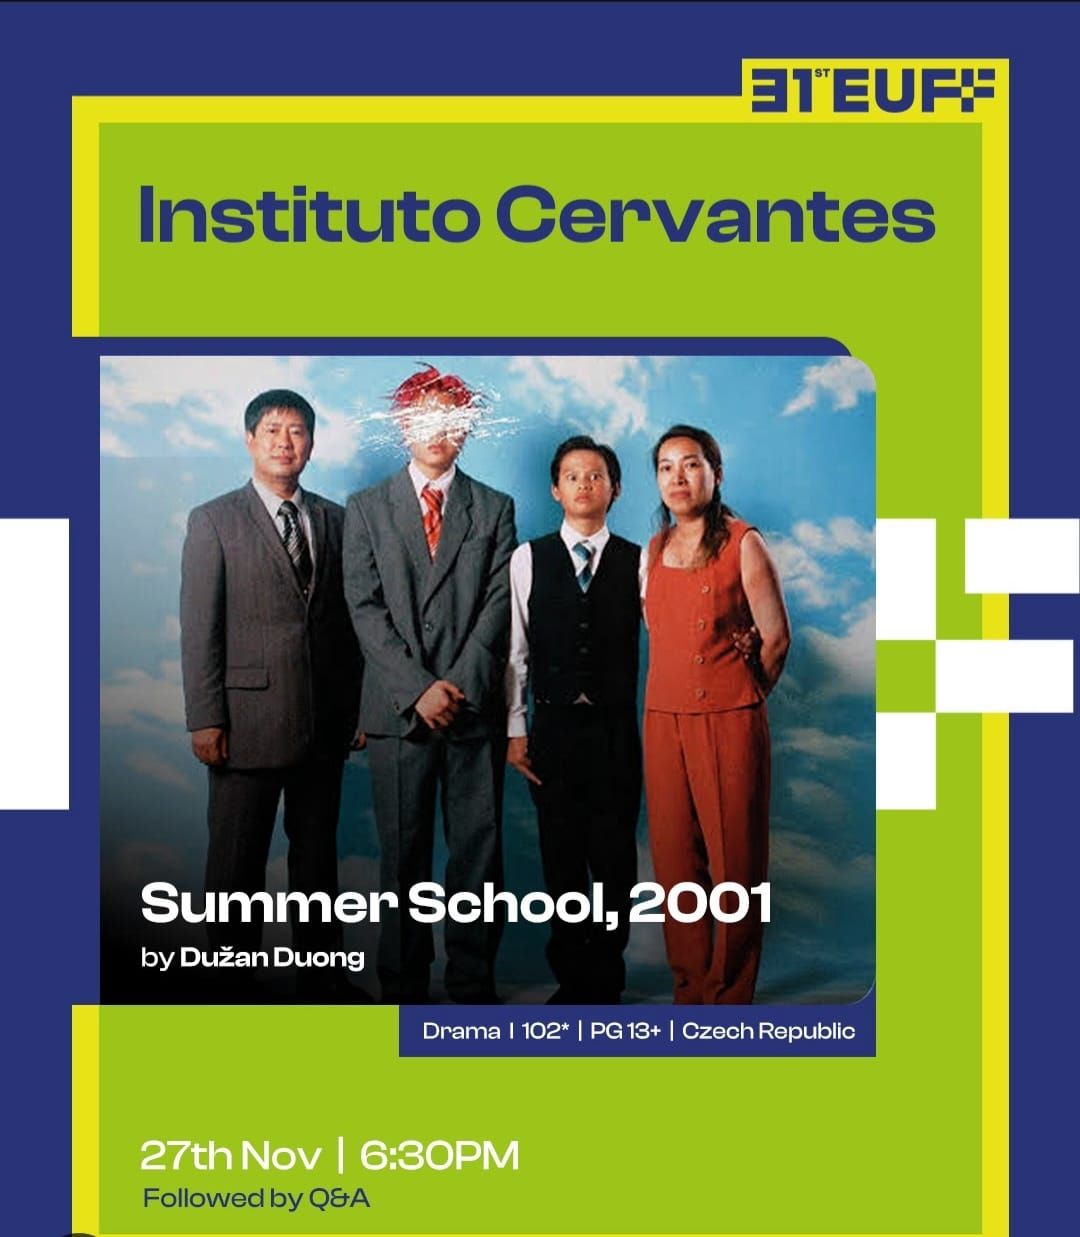 31ST EUFF
Instituto Cervantes
Summer School, 2001
by Dužan Duong
Drama | 102* | PG 13+ | Czech Republic
27th Nov | 6:30PM
Followed by Q&A